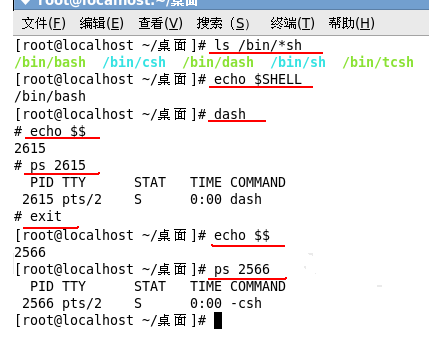 root@localhost:~/桌面
文件(F)  编辑(E)  查看(V)  搜索 (S)  终端(T)  帮助(H)
[root@localhost ~/桌面]# ls /bin/*sh
/bin/bash  /bin/csh  /bin/dash  /bin/sh  /bin/tcsh
[root@localhost ~/桌面]# echo $SHELL
/bin/bash
[root@localhost ~/桌面]# dash
# echo $$
2615
# ps 2615
  PID TTY      STAT   TIME COMMAND
 2615 pts/2    S      0:00 dash
# exit
[root@localhost ~/桌面]# echo $$
2566
[root@localhost ~/桌面]# ps 2566
  PID TTY      STAT   TIME COMMAND
 2566 pts/2    S      0:00 -csh
[root@localhost ~/桌面]#